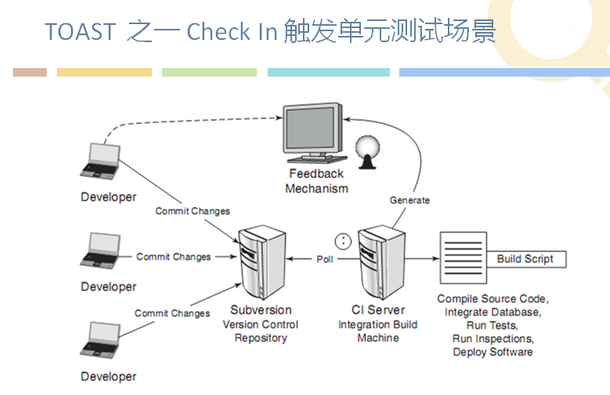 TOAST 之一 Check In 触发单元测试场景
Feedback
Mechanism
Developer
Commit Changes
Generate
Developer
Commit Changes
Poll
Build Script
Developer
Commit Changes
Subversion
Version Control
Repository
CI Server
Integration Build
Machine
Compile Source Code,
Integrate Database,
Run Tests,
Run Inspections,
Deploy Software